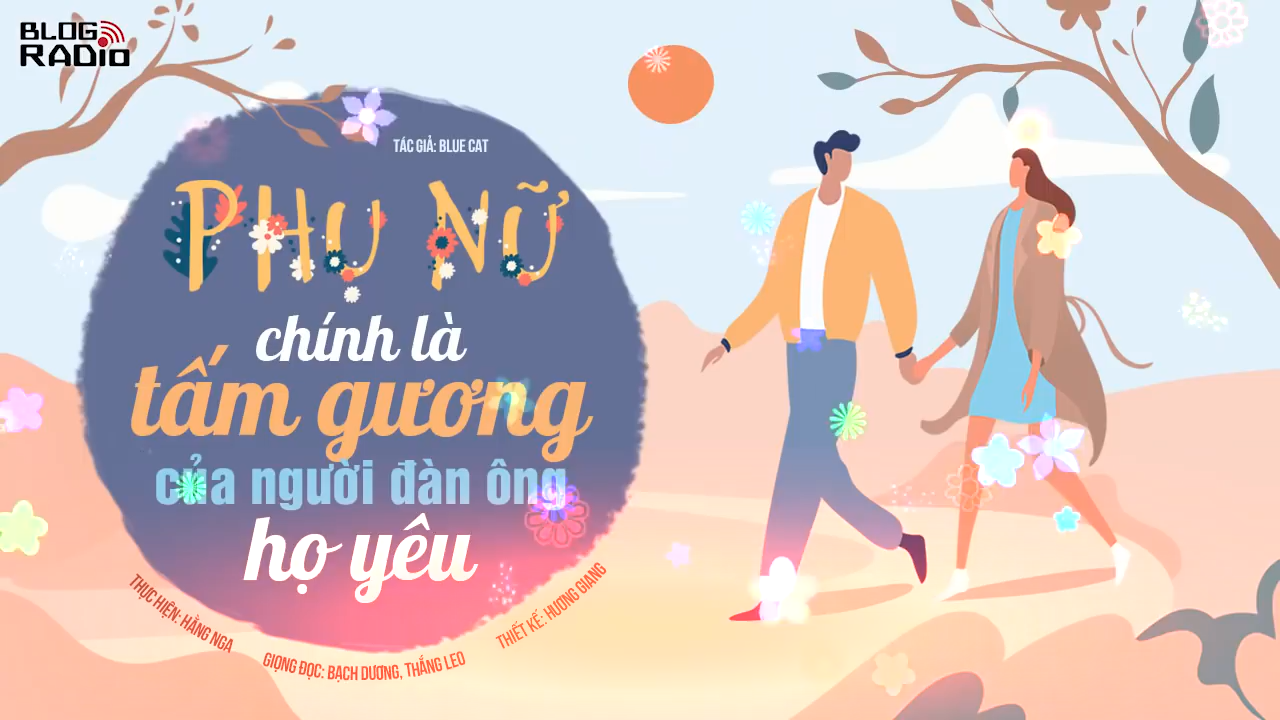 BLOG
RADIO
TÁC GIẢ: BLUE CAT
PHỤ NỮ
chính là
tấm gương
của người đàn ông
họ yêu
THỰC HIỆN: HẰNG NGA
GIỌNG ĐỌC: BẠCH DƯƠNG, THẮNG LEO
THIẾT KẾ: HƯƠNG GIANG